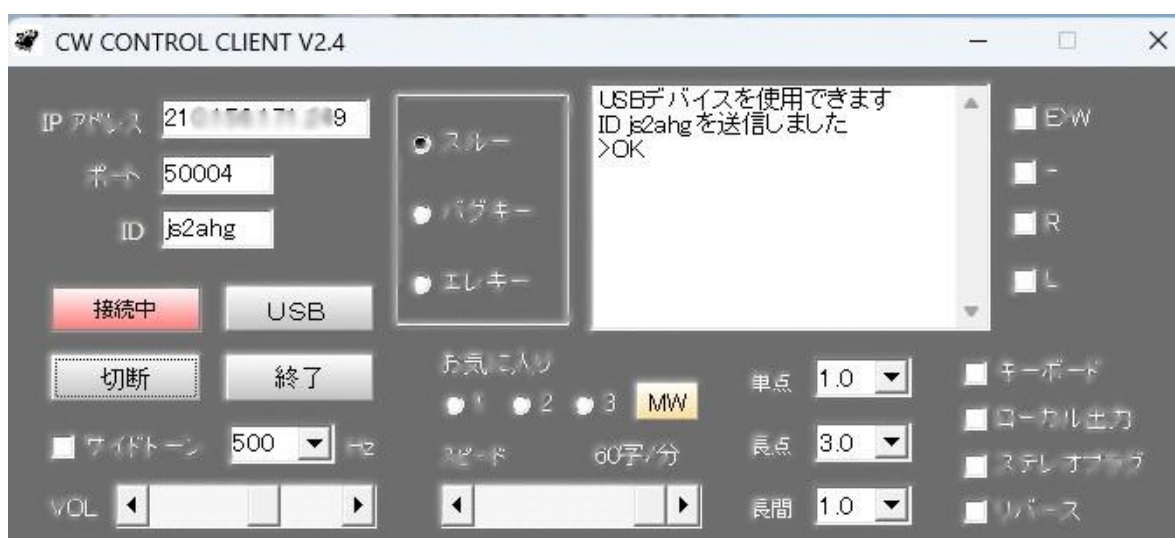 CW CONTROL CLIENT V2.4
IP アドレス
ポート 50004
ID js2ahg
接続中 USB
切断 終了
サイドトーン 500 Hz
VOL
スルー
バグキー
エレキー
USBデバイスを使用できます
ID js2ahgを送信しました
>OK
E>W
-
R
L
お気に入り
1 2 3 MW
スピード 60字/分
単点 1.0
長点 3.0
長間 1.0
キーボード
ローカル出力
ステレオプラグ
リバース